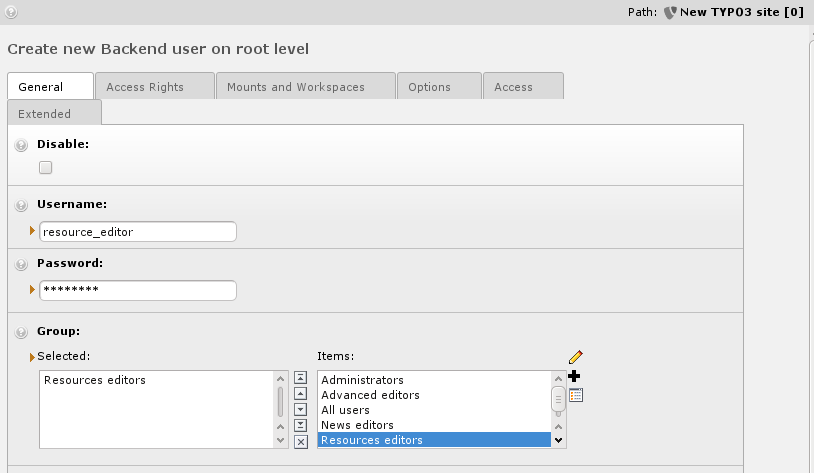 Path: New TYPO3 site [0]
Create new Backend user on root level
General Access Rights Mounts and Workspaces Options Access
Extended
Disable:
Username:
resource_editor
Password:
********
Group:
Selected: Items:
Resources editors
Administrators
Advanced editors
All users
News editors
Resources editors